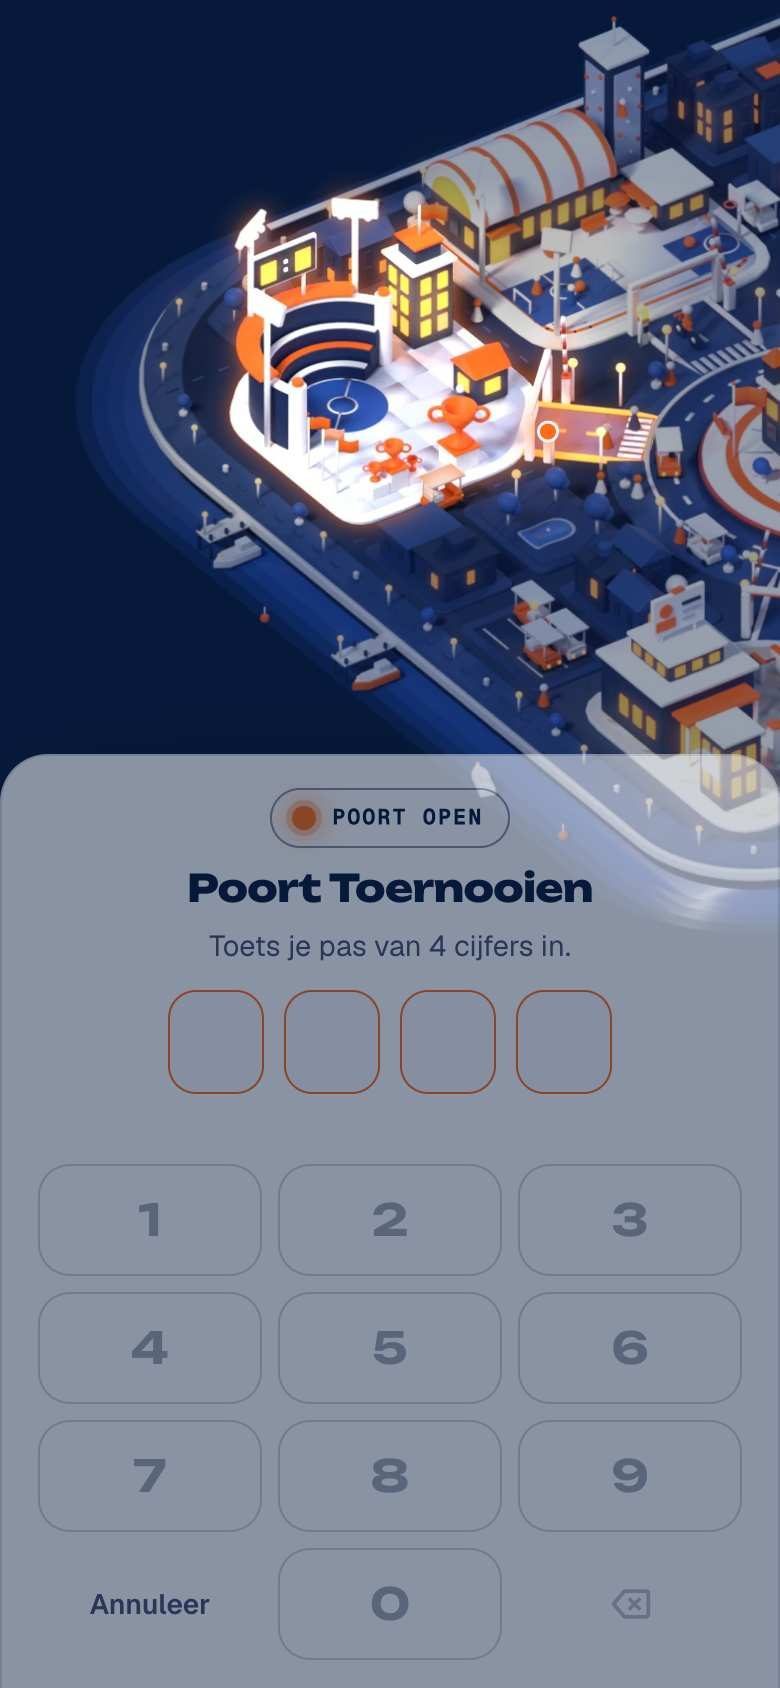 POORT OPEN
Poort Toernooien
Toets je pas van 4 cijfers in.
1 2 3
4 5 6
7 8 9
Annuleer 0